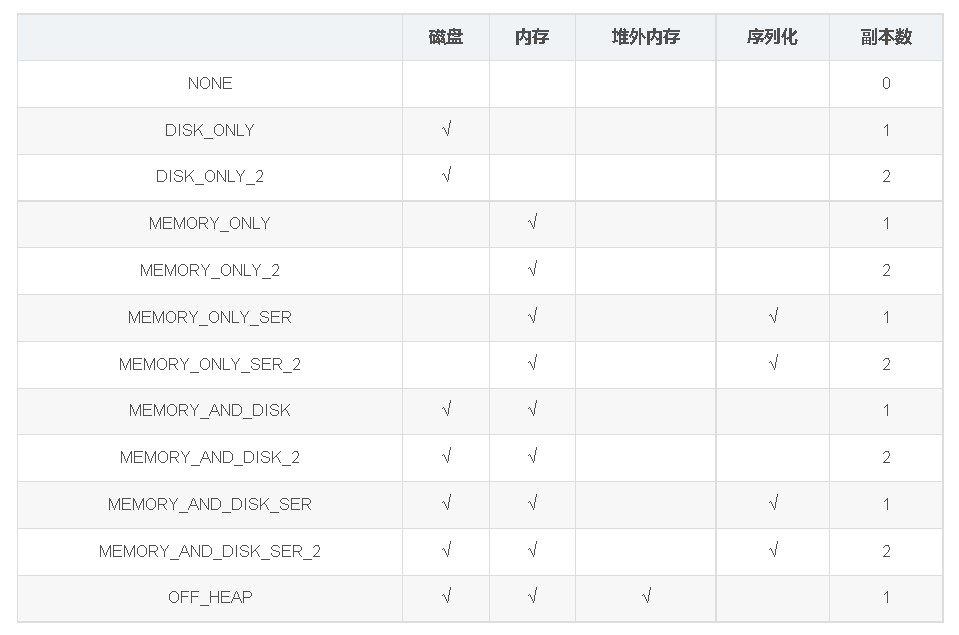 磁盘 内存 堆外内存 序列化 副本数
NONE 0
DISK_ONLY √ 1
DISK_ONLY_2 √ 2
MEMORY_ONLY √ 1
MEMORY_ONLY_2 √ 2
MEMORY_ONLY_SER √ √ 1
MEMORY_ONLY_SER_2 √ √ 2
MEMORY_AND_DISK √ √ 1
MEMORY_AND_DISK_2 √ √ 2
MEMORY_AND_DISK_SER √ √ √ 1
MEMORY_AND_DISK_SER_2 √ √ √ 2
OFF_HEAP √ √ √ 1